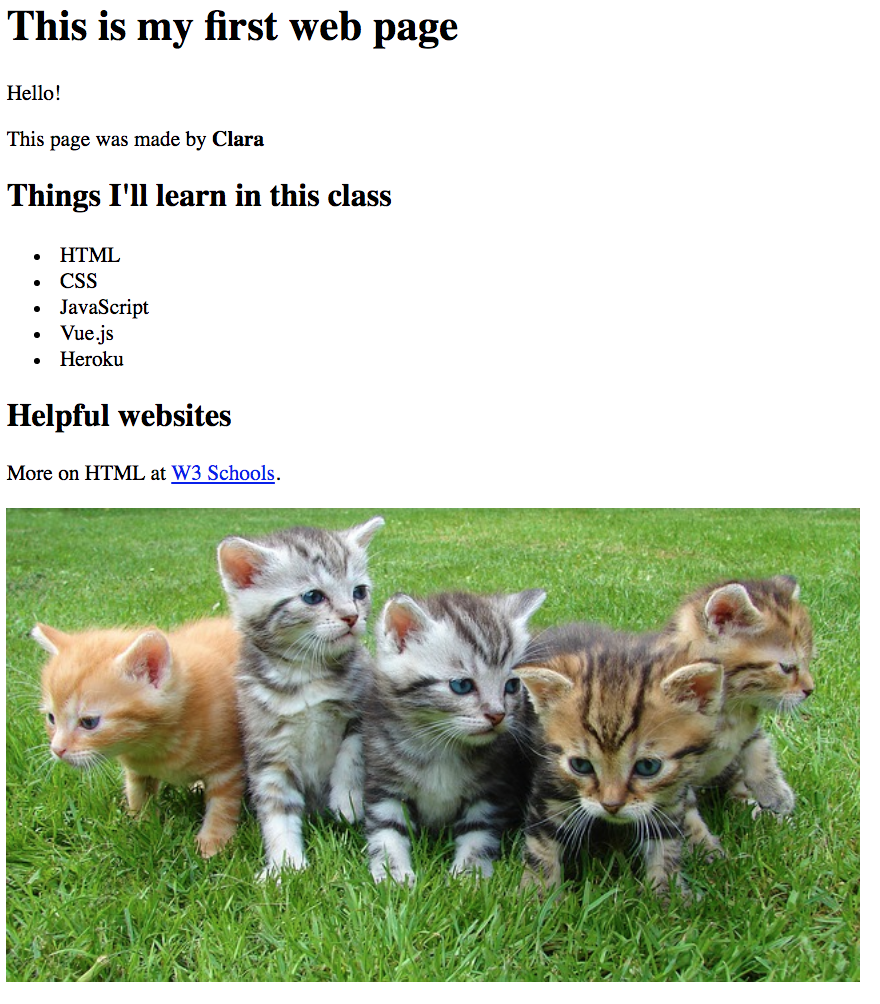 This is my first web page
Hello!
This page was made by Clara
Things I'll learn in this class
HTML
CSS
JavaScript
Vue.js
Heroku
Helpful websites
More on HTML at W3 Schools.